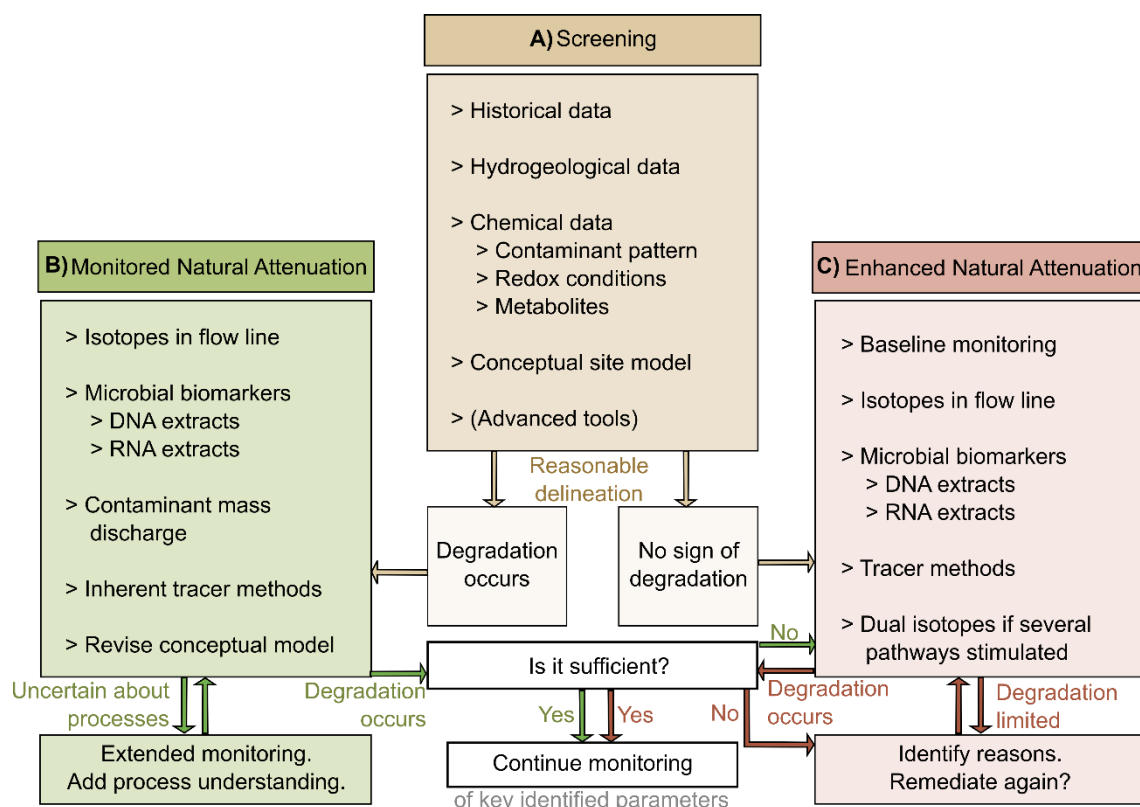 A) Screening
> Historical data
> Hydrogeological data
> Chemical data
> Contaminant pattern
> Redox conditions
> Metabolites
> Conceptual site model
> (Advanced tools)
Reasonable
delineation
Degradation
occurs
No sign of
degradation
B) Monitored Natural Attenuation
> Isotopes in flow line
> Microbial biomarkers
> DNA extracts
> RNA extracts
> Contaminant mass
discharge
> Inherent tracer methods
> Revise conceptual model
Uncertain about
processes
Degradation
occurs
Extended monitoring.
Add process understanding.
C) Enhanced Natural Attenuation
> Baseline monitoring
> Isotopes in flow line
> Microbial biomarkers
> DNA extracts
> RNA extracts
> Tracer methods
> Dual isotopes if several
pathways stimulated
No
Is it sufficient?
Yes
Yes
No
Degradation
occurs
Degradation
limited
Continue monitoring
of key identified parameters
Identify reasons.
Remediate again?